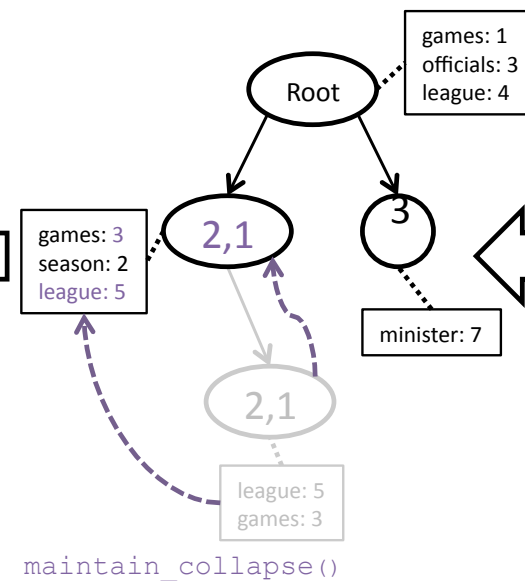 games: 1
officials: 3
league: 4
Root
2,1
3
games: 3
season: 2
league: 5
minister: 7
2,1
league: 5
games: 3
maintain_collapse()